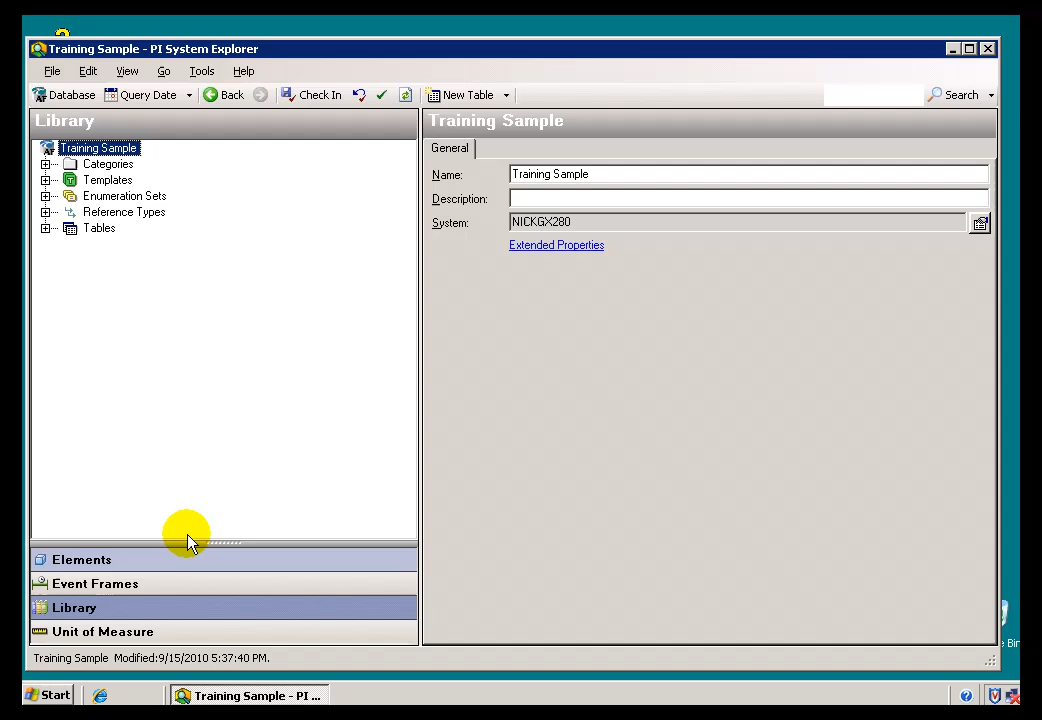 Training Sample - PI System Explorer
File Edit View Go Tools Help
Database Query Date Back Check In New Table Search
Library
Training Sample
Categories
Templates
Enumeration Sets
Reference Types
Tables
Training Sample
General
Name: Training Sample
Description:
System: NICKGX280
Extended Properties
Elements
Event Frames
Library
Unit of Measure
Training Sample Modified:9/15/2010 5:37:40 PM.
Start Training Sample - PI ...